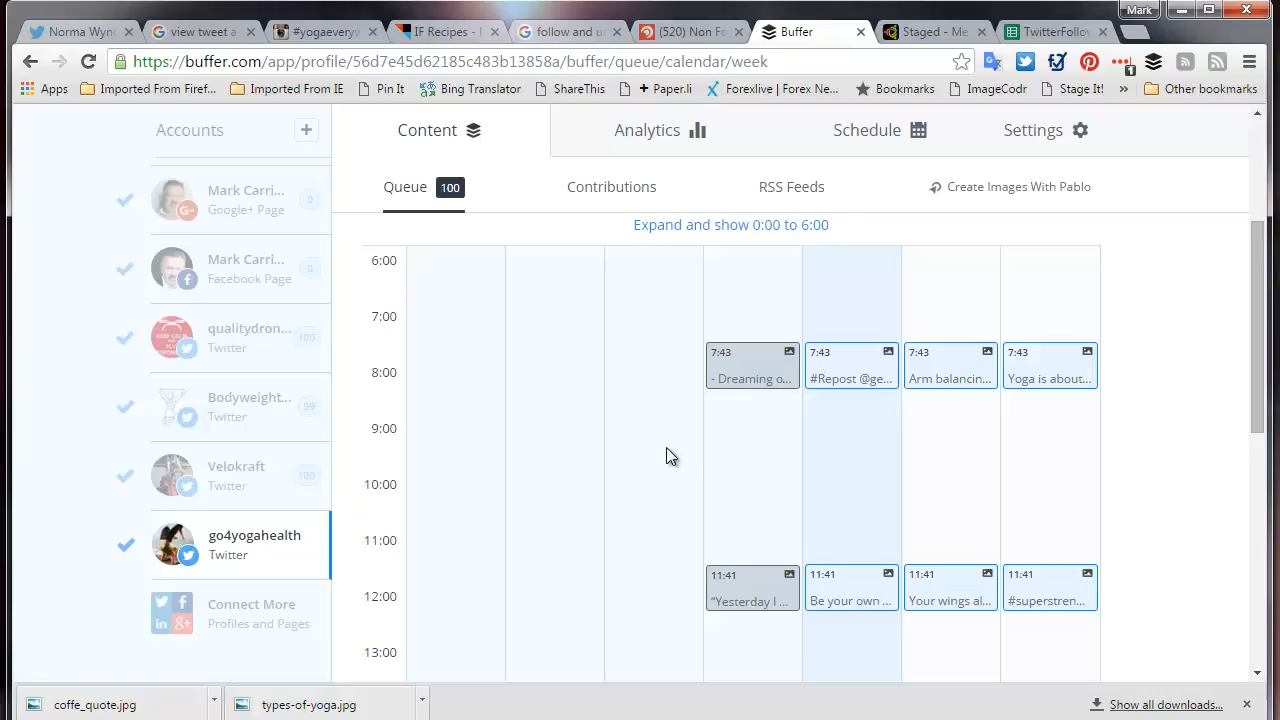 Mark
Norma Wyn
view tweet a
#yogaeveryw
IF Recipes -
follow and u
(520) Non Fo
Buffer
Staged - Me
TwitterFollo
https://buffer.com/app/profile/56d7e45d62185c483b13858a/buffer/queue/calendar/week
1
Apps
Imported From Firef...
Imported From IE
Pin It
Bing Translator
ShareThis
+ Paper.li
Forexlive | Forex Ne...
Bookmarks
ImageCodr
Stage It!
»
Other bookmarks
Accounts
+
Content
Analytics
Schedule
Settings
Queue 100
Contributions
RSS Feeds
Create Images With Pablo
Expand and show 0:00 to 6:00
Mark Carri...
Google+ Page
0
Mark Carri...
Facebook Page
0
qualitydron...
Twitter
100
Bodyweight...
Twitter
99
Velokraft
Twitter
100
go4yogahealth
Twitter
Connect More
Profiles and Pages
6:00
7:00
7:43
- Dreaming o...
7:43
#Repost @ge...
7:43
Arm balancin...
7:43
Yoga is about...
8:00
9:00
10:00
11:00
11:41
"Yesterday I ...
11:41
Be your own ...
11:41
Your wings al...
11:41
#superstren...
12:00
13:00
coffe_quote.jpg
types-of-yoga.jpg
Show all downloads...